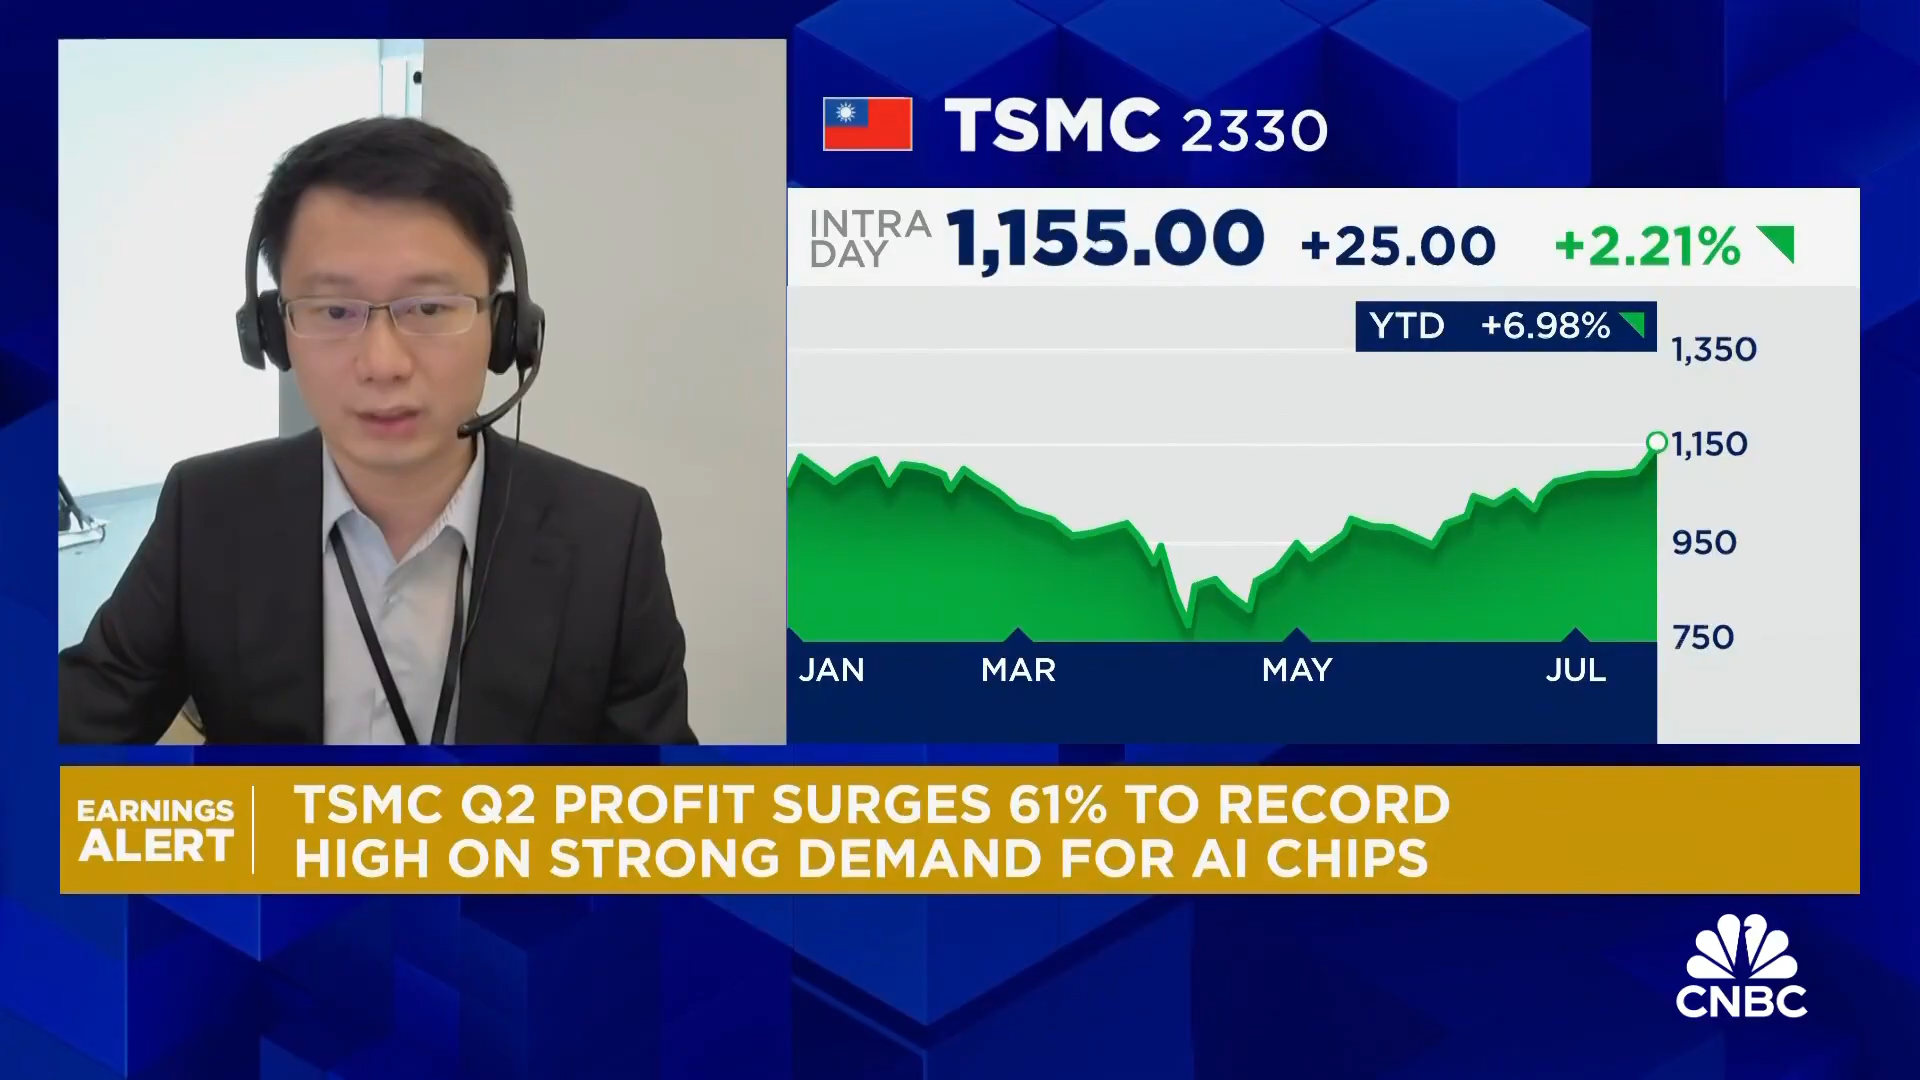 TSMC 2330
INTRA
DAY
1,155.00 +25.00 +2.21%
YTD +6.98%
1,350
1,150
950
750
JAN MAR MAY JUL
EARNINGS
ALERT
TSMC Q2 PROFIT SURGES 61% TO RECORD
HIGH ON STRONG DEMAND FOR AI CHIPS
CNBC